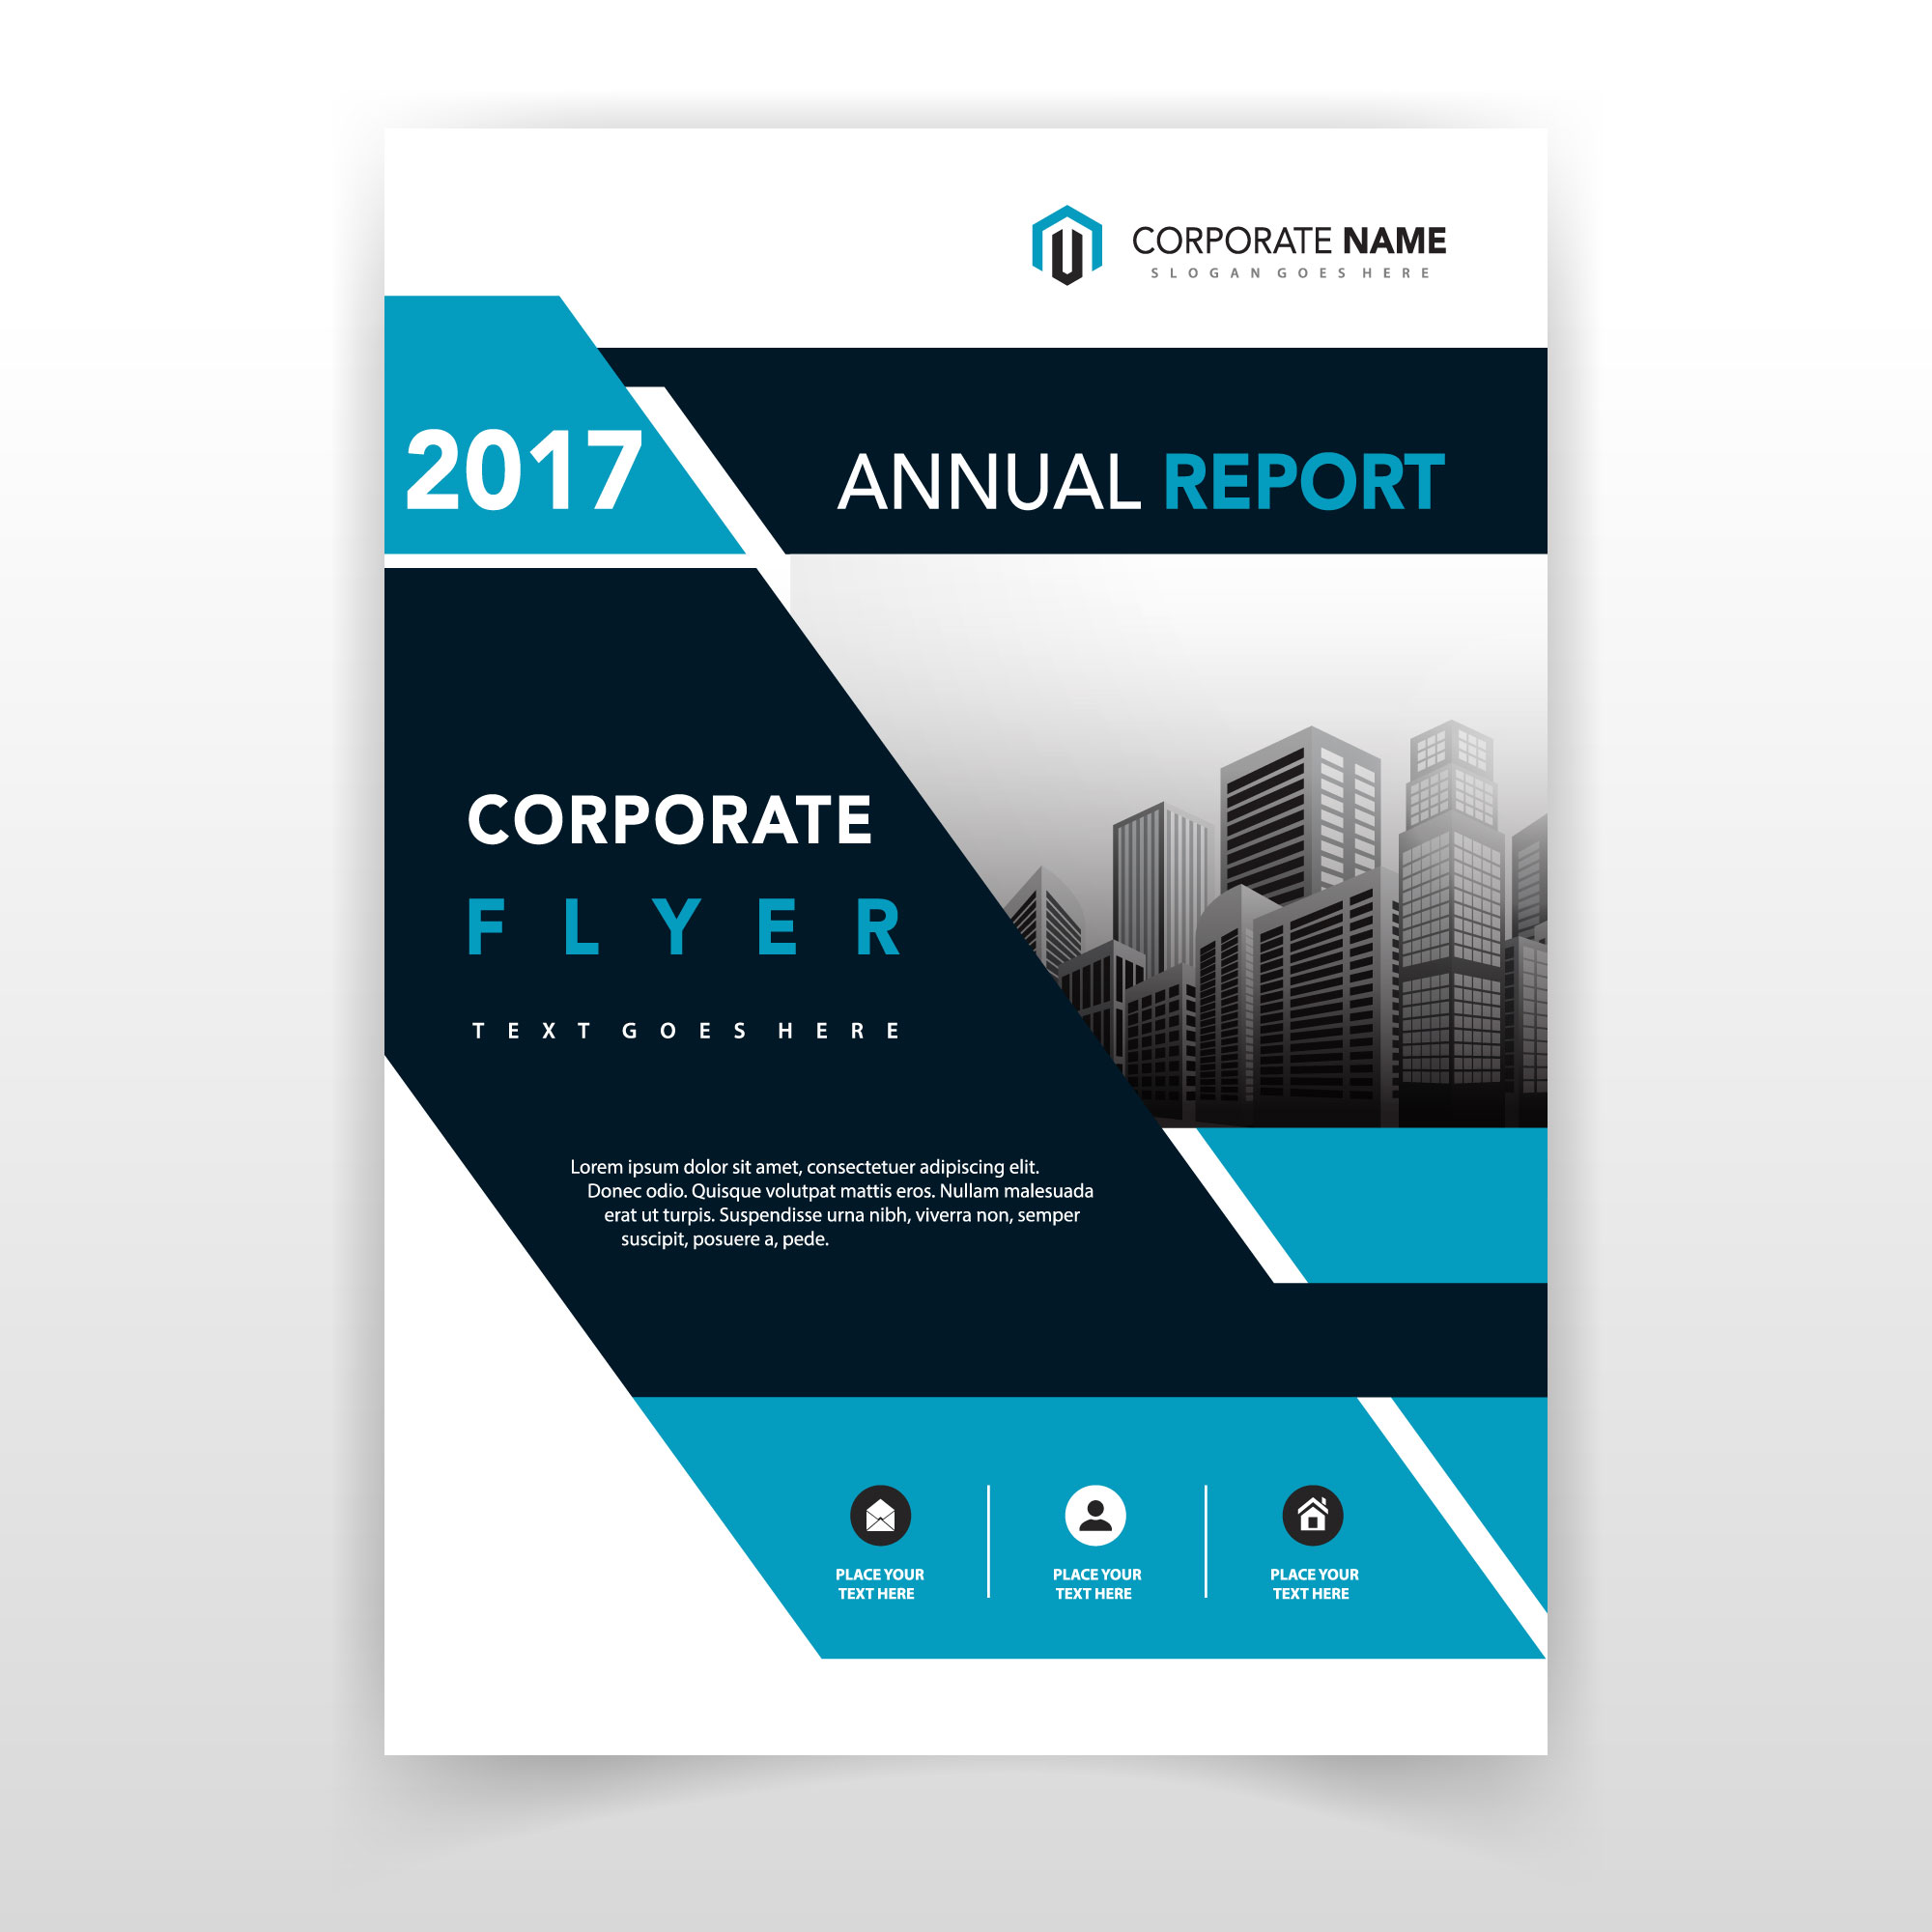 CORPORATE NAME
SLOGAN GOES HERE
2017
ANNUAL REPORT
CORPORATE
FLYER
TEXT GOES HERE
Lorem ipsum dolor sit amet, consectetuer adipiscing elit.
Donec odio. Quisque volutpat mattis eros. Nullam malesuada
erat ut turpis. Suspendisse urna nibh, viverra non, semper
suscipit, posuere a, pede.
PLACE YOUR
TEXT HERE
PLACE YOUR
TEXT HERE
PLACE YOUR
TEXT HERE